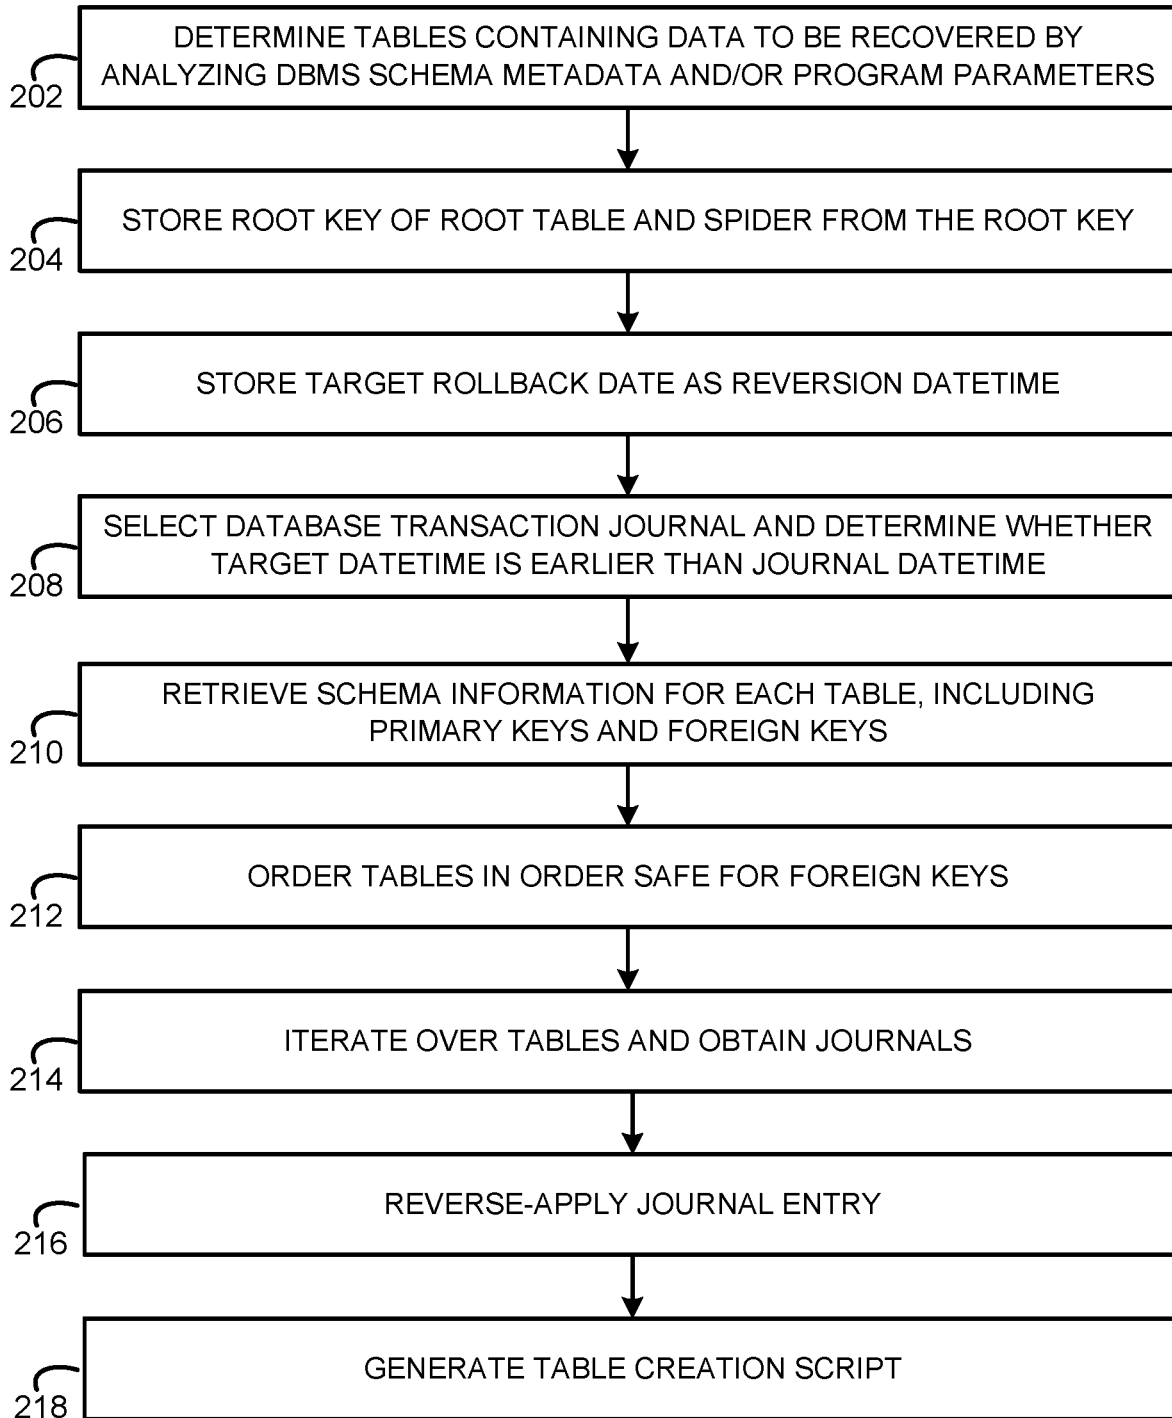 DETERMINE TABLES CONTAINING DATA TO BE RECOVERED BY
ANALYZING DBMS SCHEMA METADATA AND/OR PROGRAM PARAMETERS
202
STORE ROOT KEY OF ROOT TABLE AND SPIDER FROM THE ROOT KEY
204
STORE TARGET ROLLBACK DATE AS REVERSION DATETIME
206
SELECT DATABASE TRANSACTION JOURNAL AND DETERMINE WHETHER
TARGET DATETIME IS EARLIER THAN JOURNAL DATETIME
208
RETRIEVE SCHEMA INFORMATION FOR EACH TABLE, INCLUDING
PRIMARY KEYS AND FOREIGN KEYS
210
ORDER TABLES IN ORDER SAFE FOR FOREIGN KEYS
212
ITERATE OVER TABLES AND OBTAIN JOURNALS
214
REVERSE-APPLY JOURNAL ENTRY
216
GENERATE TABLE CREATION SCRIPT
218